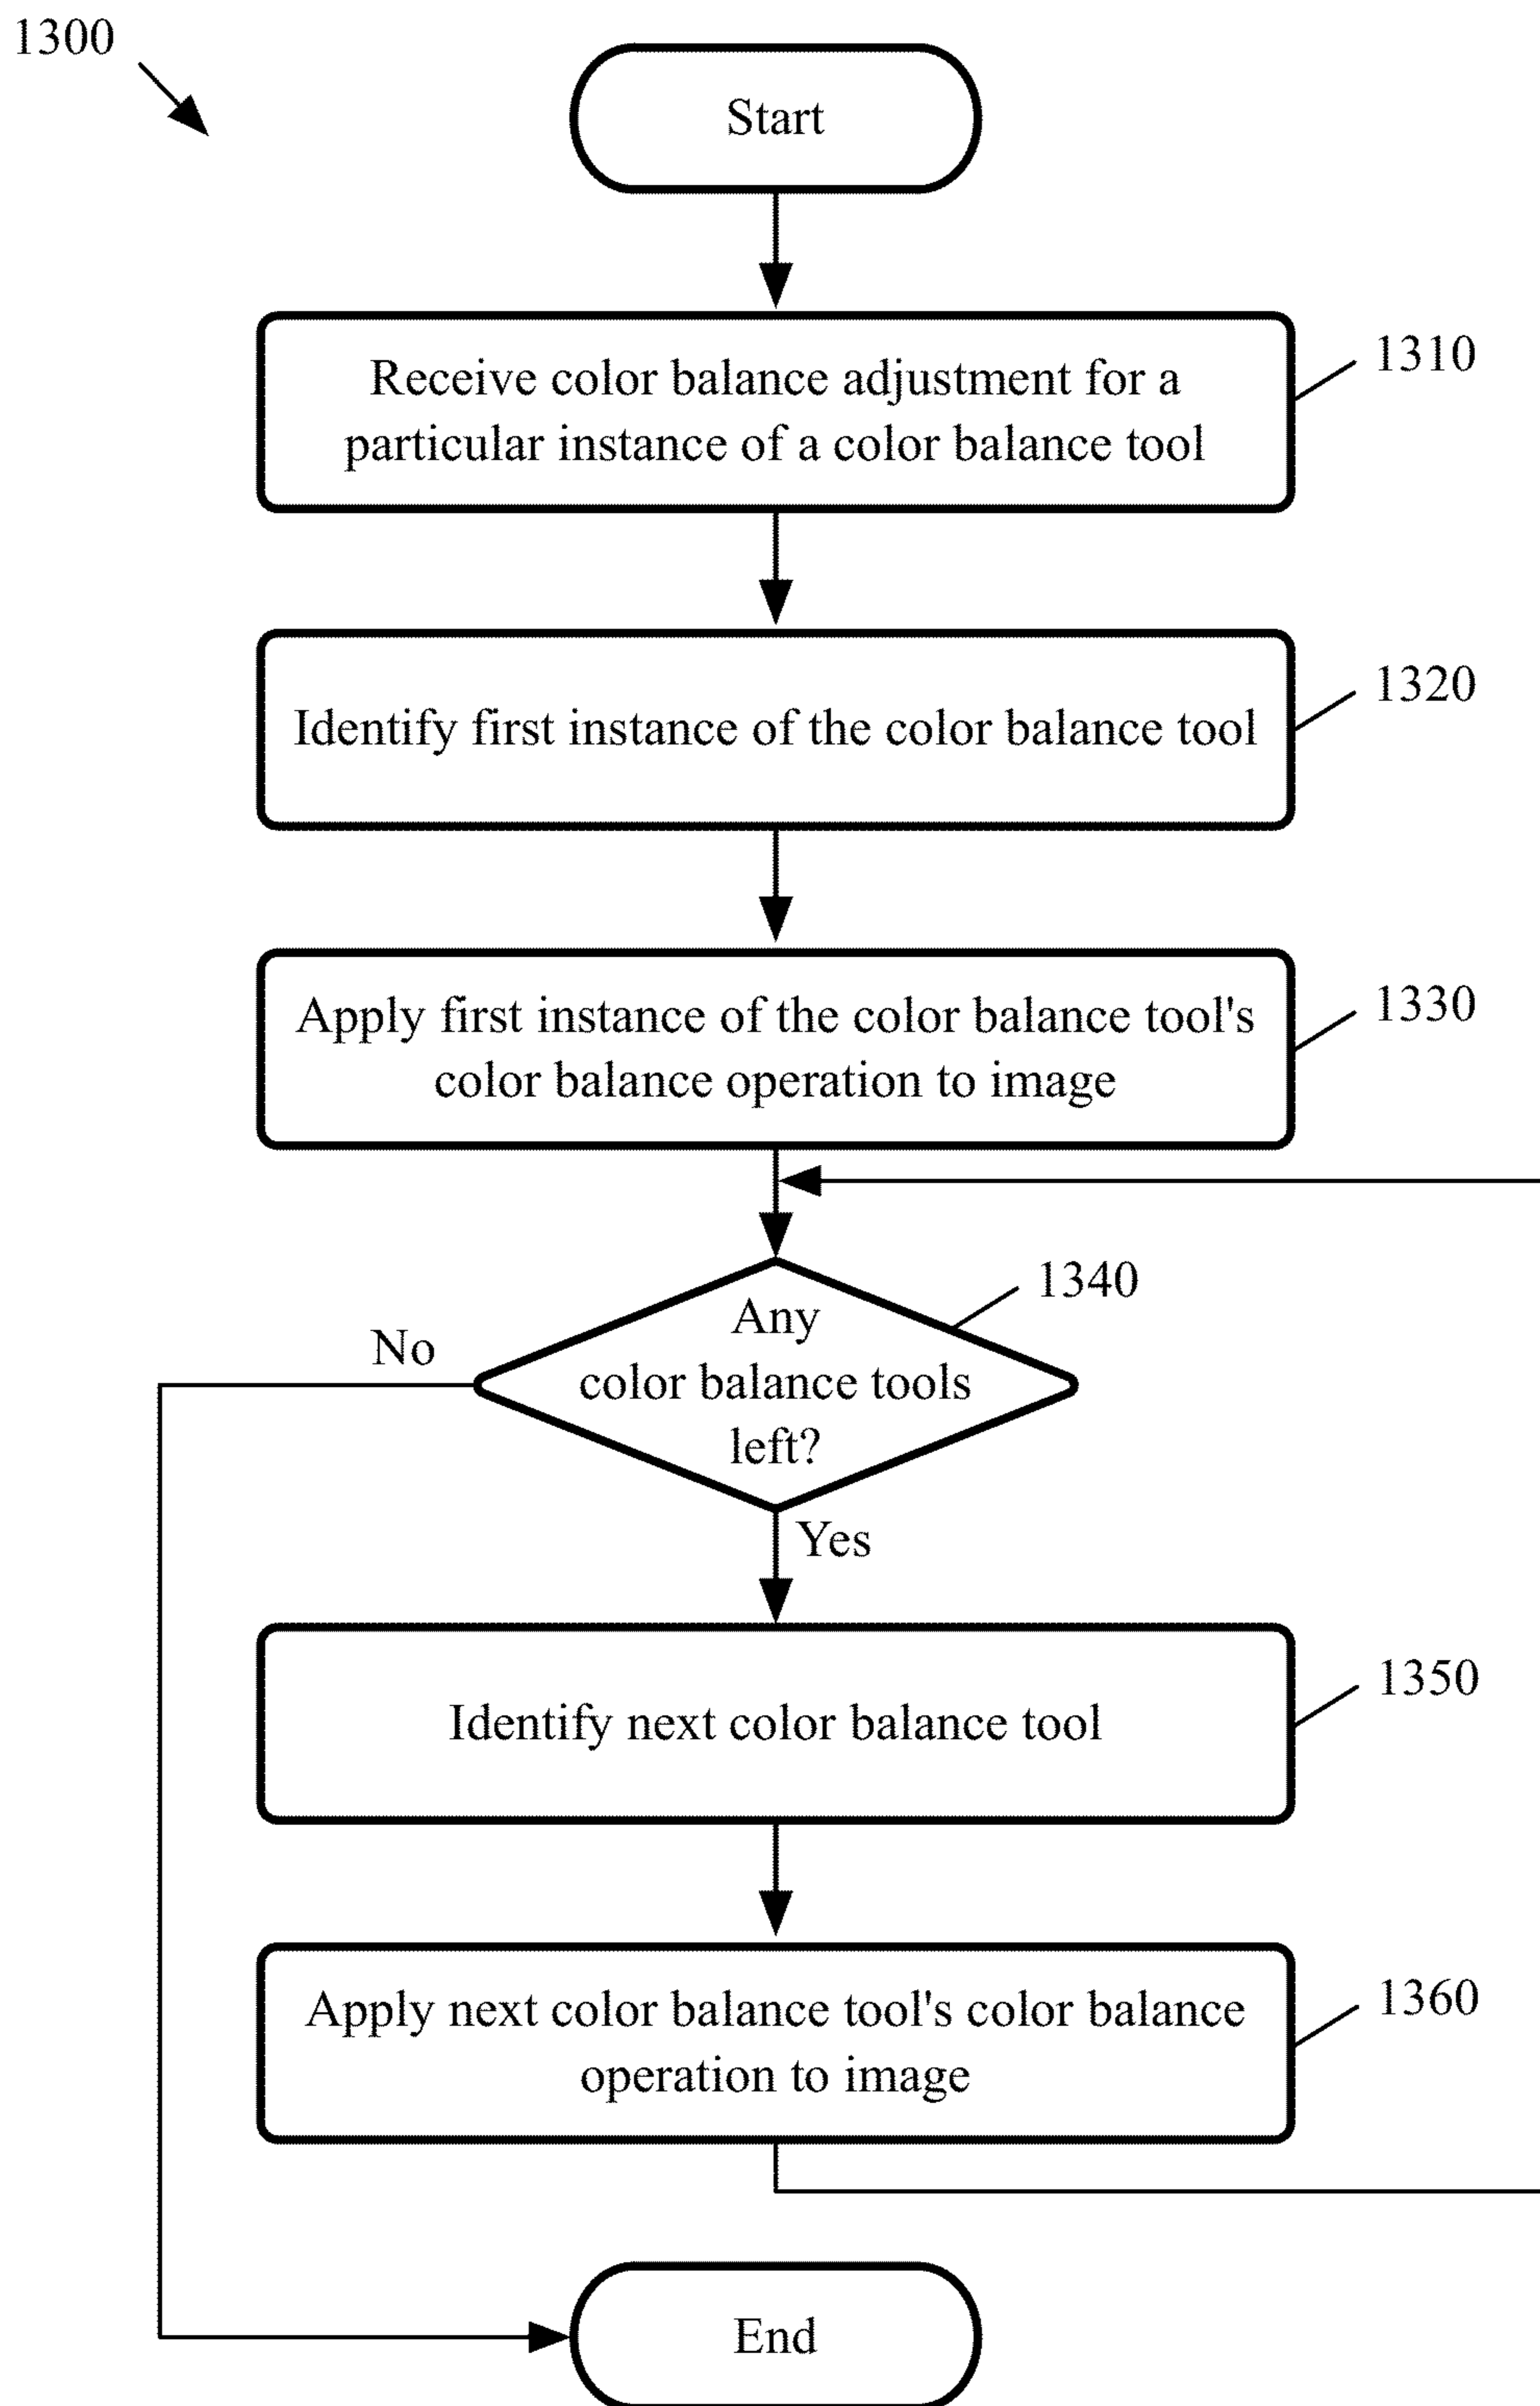 1300
Start
Receive color balance adjustment for a
particular instance of a color balance tool
1310
Identify first instance of the color balance tool
1320
Apply first instance of the color balance tool's
color balance operation to image
1330
Any
color balance tools
left?
1340
No
Yes
Identify next color balance tool
1350
Apply next color balance tool's color balance
operation to image
1360
End